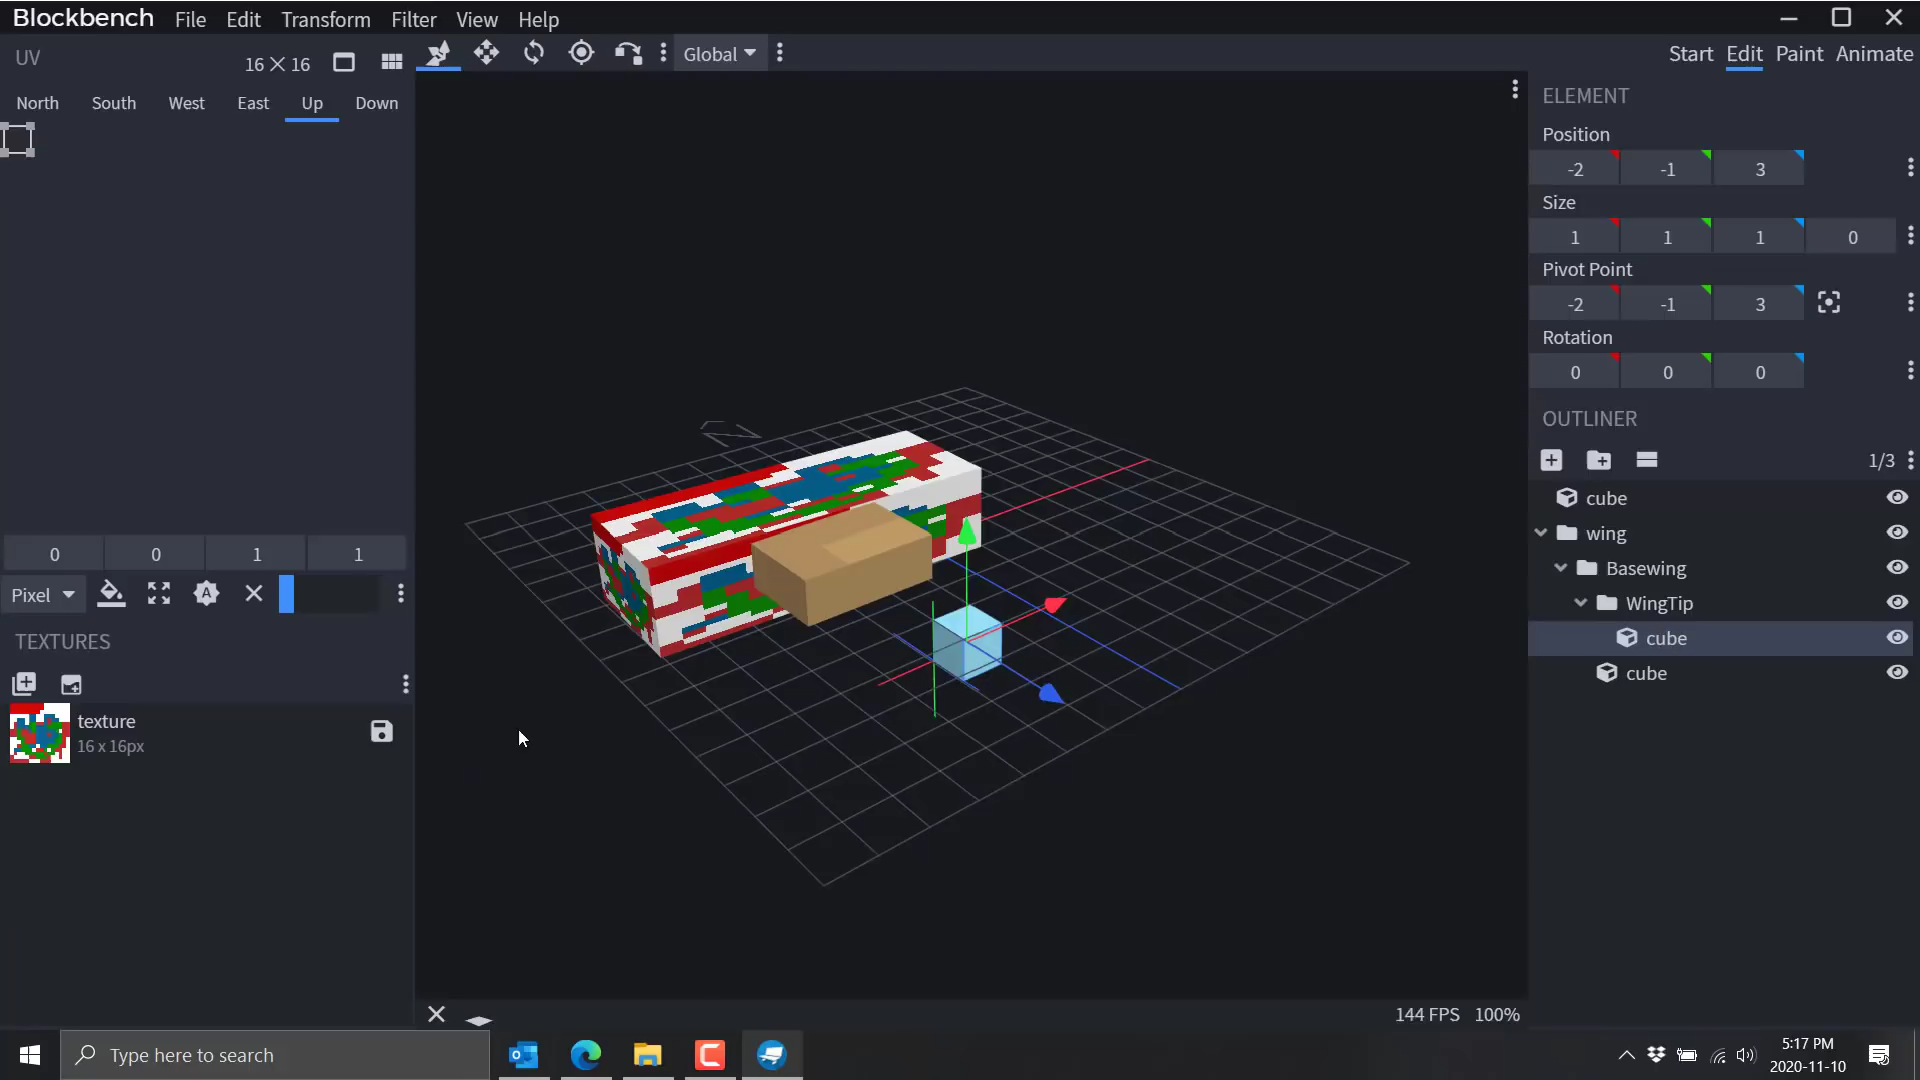 Blockbench File Edit Transform Filter View Help
UV
16 × 16
Global
Start Edit Paint Animate
North South West East Up Down
ELEMENT
Position
-2 -1 3
Size
1 1 1 0
Pivot Point
-2 -1 3
Rotation
0 0 0
OUTLINER
1/3
cube
wing
Basewing
WingTip
cube
cube
0 0 1 1
Pixel
A
TEXTURES
texture
16 x 16px
N
144 FPS 100%
Type here to search
5:17 PM
2020-11-10